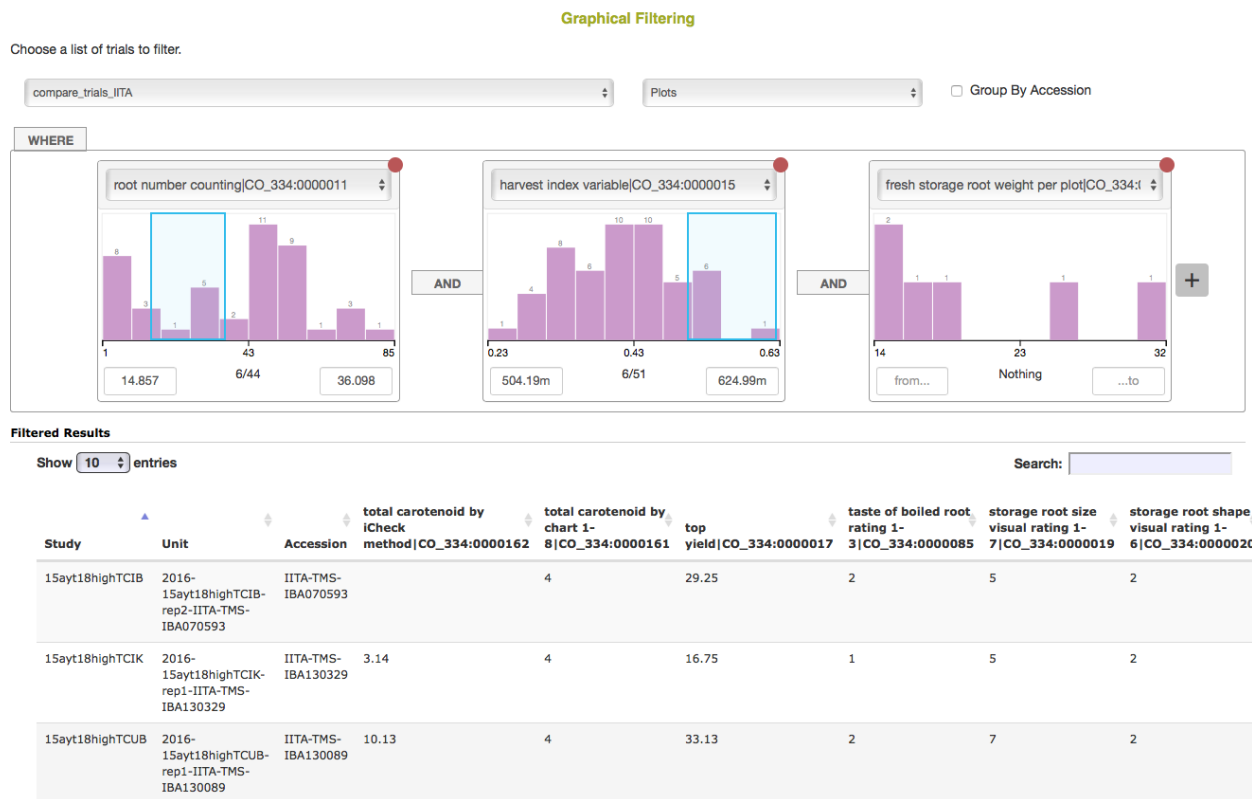 Graphical Filtering
Choose a list of trials to filter.
compare_trials_IITA
Plots
Group By Accession
WHERE
root number counting|CO_334:0000011
8
3
1
5
2
11
9
1
3
1
1
43
85
14.857
6/44
36.098
AND
harvest index variable|CO_334:0000015
1
4
8
6
10
10
5
6
1
0.23
0.43
0.63
504.19m
6/51
624.99m
AND
fresh storage root weight per plot|CO_334:(
2
1
1
1
1
14
23
32
from...
Nothing
...to
+
Filtered Results
Show 10 entries
Search:
total carotenoid by total carotenoid by taste of boiled root storage root size storage root shape
iCheck chart 1- top rating 1- visual rating 1- visual rating 1-
Study Unit Accession method|CO_334:0000162 8|CO_334:0000161 yield|CO_334:0000017 3|CO_334:0000085 7|CO_334:0000019 6|CO_334:0000020
15ayt18highTCIB 2016- IITA-TMS- 4 29.25 2 5 2
15ayt18highTCIB- IBA070593
rep2-IITA-TMS-
IBA070593
15ayt18highTCIK 2016- IITA-TMS- 3.14 4 16.75 1 5 2
15ayt18highTCIK- IBA130329
rep1-IITA-TMS-
IBA130329
15ayt18highTCUB 2016- IITA-TMS- 10.13 4 33.13 2 7 2
15ayt18highTCUB- IBA130089
rep1-IITA-TMS-
IBA130089